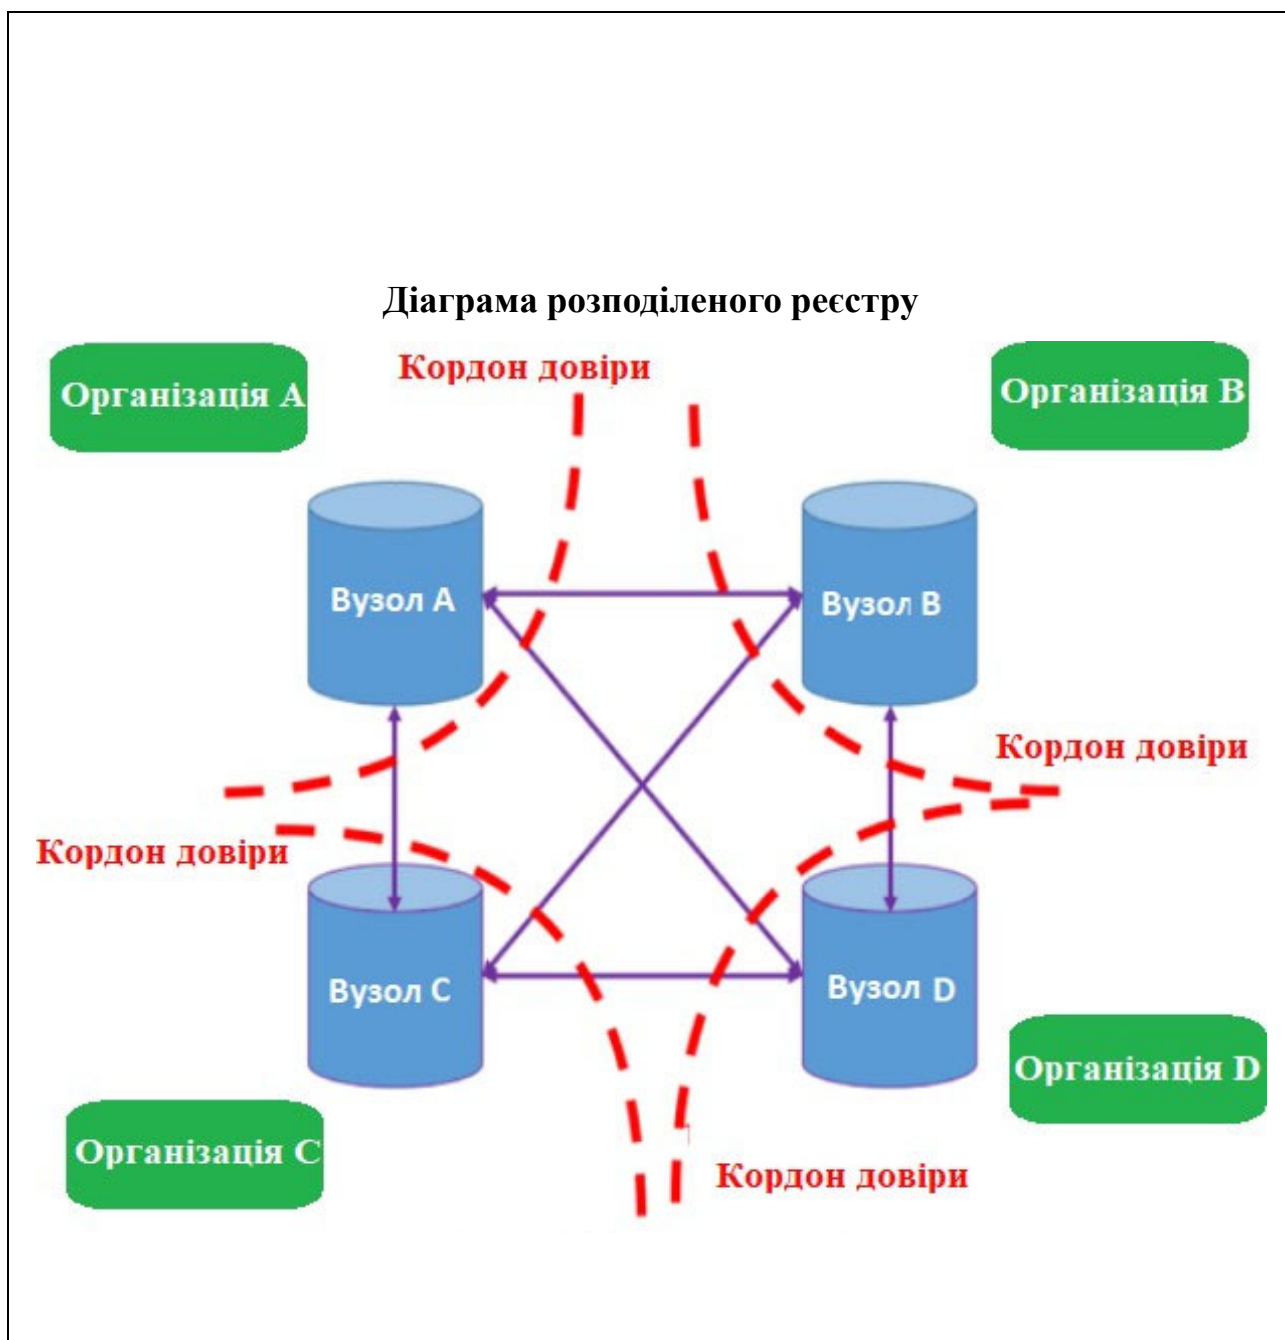 Діаграма розподіленого реєстру
Кордон довіри
Організація A
Організація B
Вузол A
Вузол B
Кордон довіри
Кордон довіри
Вузол C
Вузол D
Організація D
Організація C
Кордон довіри